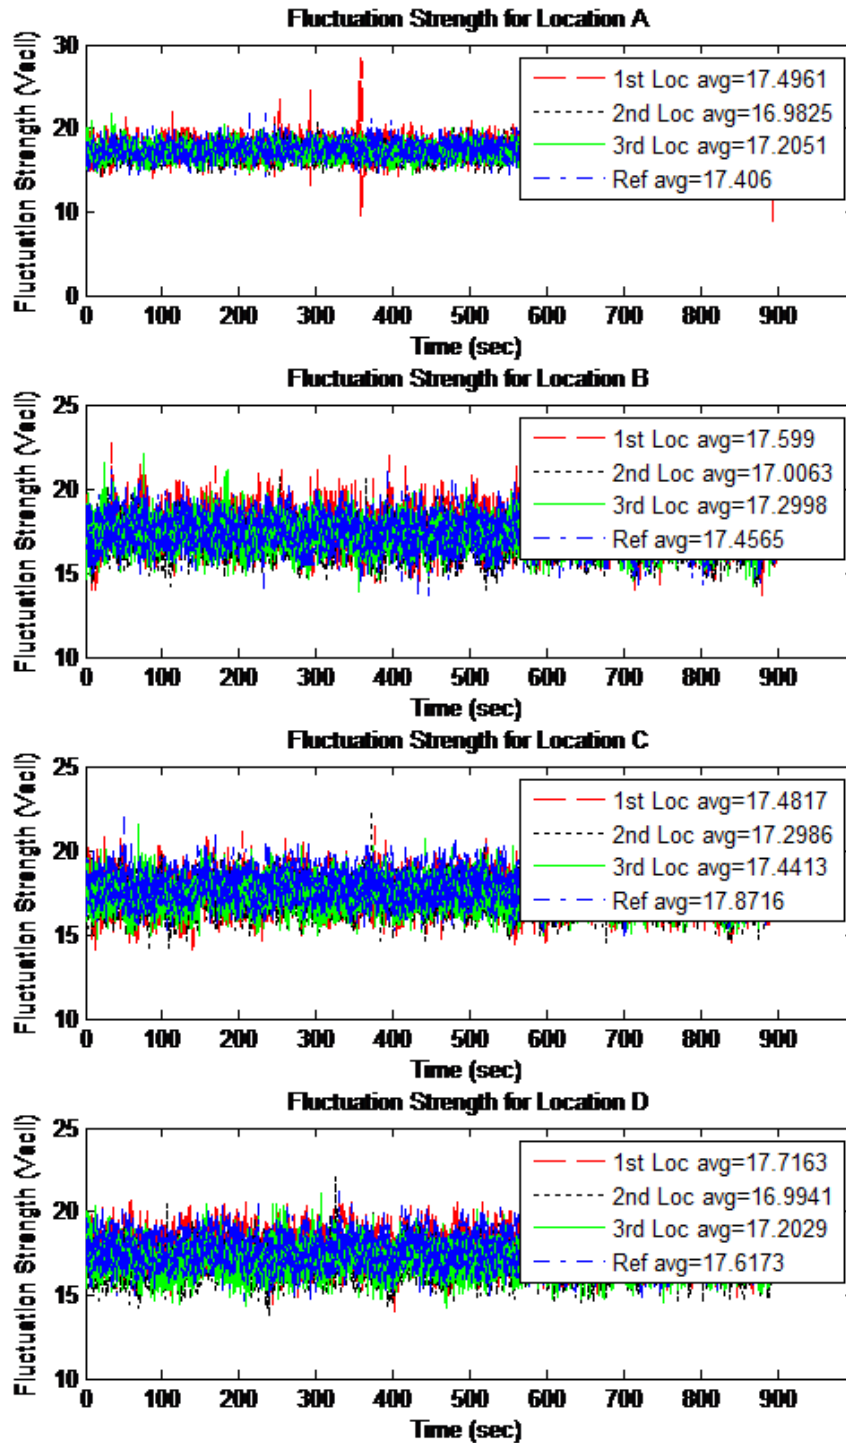 Fluctuation Strength for Location A
Fluctuation Strength (Vacil)
30
20
10
0
1st Loc avg=17.4961
2nd Loc avg=16.9825
3rd Loc avg=17.2051
Ref avg=17.406
0 100 200 300 400 500 600 700 800 900
Time (sec)
Fluctuation Strength for Location B
Fluctuation Strength (Vacil)
25
20
15
10
1st Loc avg=17.599
2nd Loc avg=17.0063
3rd Loc avg=17.2998
Ref avg=17.4565
0 100 200 300 400 500 600 700 800 900
Time (sec)
Fluctuation Strength for Location C
Fluctuation Strength (Vacil)
25
20
15
10
1st Loc avg=17.4817
2nd Loc avg=17.2986
3rd Loc avg=17.4413
Ref avg=17.8716
0 100 200 300 400 500 600 700 800 900
Time (sec)
Fluctuation Strength for Location D
Fluctuation Strength (Vacil)
25
20
15
10
1st Loc avg=17.7163
2nd Loc avg=16.9941
3rd Loc avg=17.2029
Ref avg=17.6173
0 100 200 300 400 500 600 700 800 900
Time (sec)